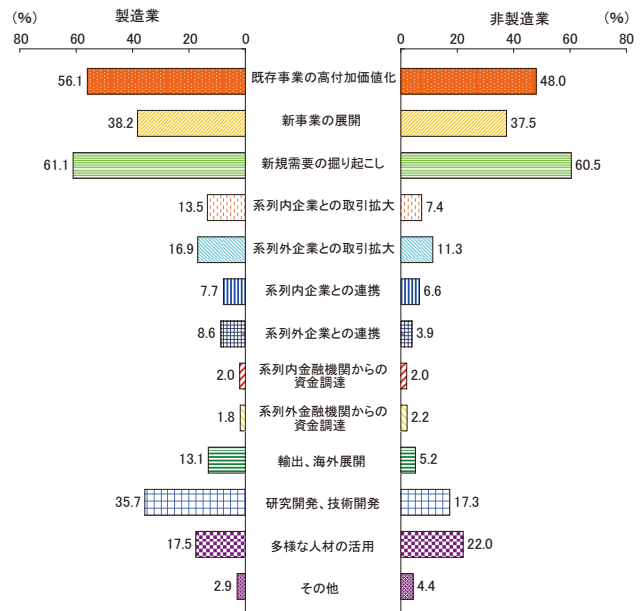 製造業 非製造業
(%) (%)
80 60 40 20 0 0 20 40 60 80
56.1 既存事業の高付加価値化 48.0
38.2 新事業の展開 37.5
61.1 新規需要の掘り起こし 60.5
13.5 系列内企業との取引拡大 7.4
16.9 系列外企業との取引拡大 11.3
7.7 系列内企業との連携 6.6
8.6 系列外企業との連携 3.9
2.0 系列内金融機関からの 2.0
資金調達
1.8 系列外金融機関からの 2.2
資金調達
13.1 輸出、海外展開 5.2
35.7 研究開発、技術開発 17.3
17.5 多様な人材の活用 22.0
2.9 その他 4.4